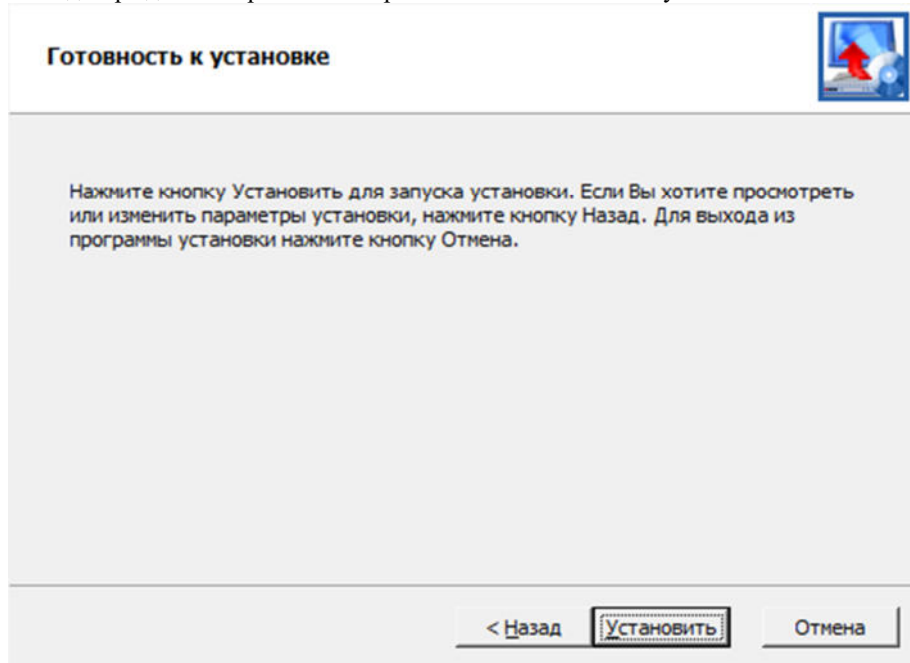 Готовность к установке
Нажмите кнопку Установить для запуска установки. Если Вы хотите просмотреть
или изменить параметры установки, нажмите кнопку Назад. Для выхода из
программы установки нажмите кнопку Отмена.
< Назад Установить Отмена